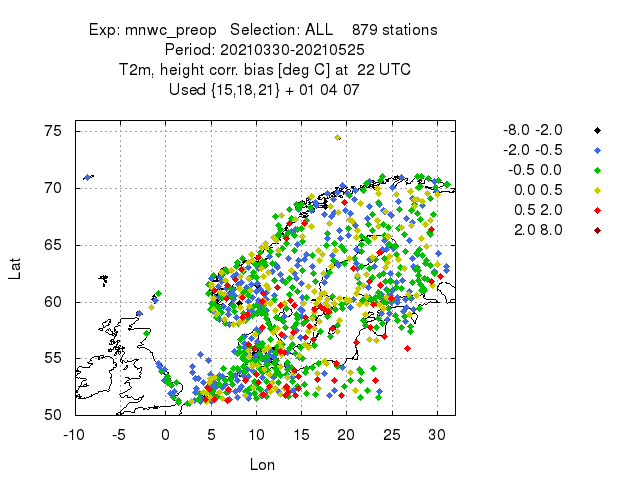 Exp: mnwc_preop   Selection: ALL    879 stations
Period: 20210330-20210525
T2m, height corr. bias [deg C] at  22 UTC
Used {15,18,21} + 01 04 07
-8.0 -2.0
-2.0 -0.5
-0.5 0.0
0.0 0.5
0.5 2.0
2.0 8.0
75
70
65
60
55
50
Lat
-10 -5 0 5 10 15 20 25 30
Lon